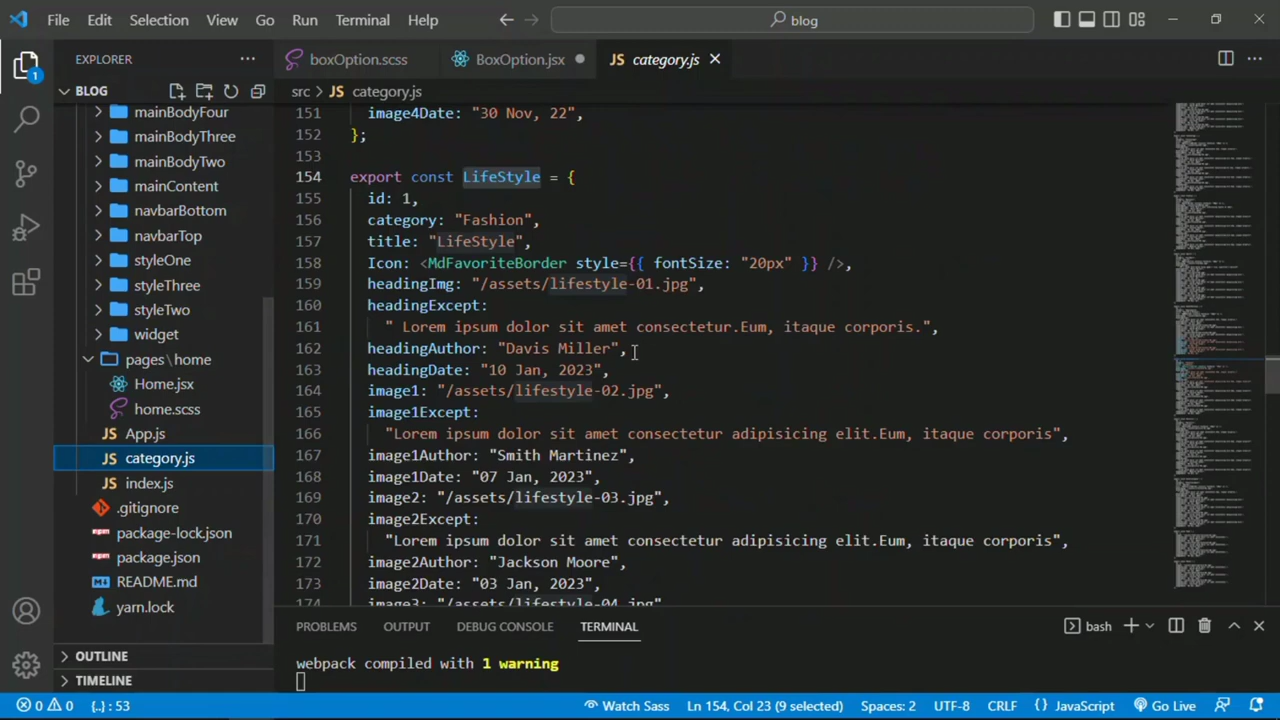 File Edit Selection View Go Run Terminal Help
blog
EXPLORER
boxOption.scss
BoxOption.jsx
category.js
BLOG
src > category.js
mainBodyFour
mainBodyThree
mainBodyTwo
mainContent
navbarBottom
navbarTop
styleOne
styleThree
styleTwo
widget
pages\home
Home.jsx
home.scss
App.js
category.js
index.js
.gitignore
package-lock.json
package.json
README.md
yarn.lock
OUTLINE
TIMELINE
1
151 image4Date: "30 Nov, 22",
152 };
153
154 export const LifeStyle = {
155 id: 1,
156 category: "Fashion",
157 title: "LifeStyle",
158 Icon: <MdFavoriteBorder style={{ fontSize: "20px" }} />,
159 headingImg: "/assets/lifestyle-01.jpg",
160 headingExcept:
161 " Lorem ipsum dolor sit amet consectetur.Eum, itaque corporis.",
162 headingAuthor: "Davis Miller",
163 headingDate: "10 Jan, 2023",
164 image1: "/assets/lifestyle-02.jpg",
165 image1Except:
166 "Lorem ipsum dolor sit amet consectetur adipisicing elit.Eum, itaque corporis",
167 image1Author: "Smith Martinez",
168 image1Date: "07 Jan, 2023",
169 image2: "/assets/lifestyle-03.jpg",
170 image2Except:
171 "Lorem ipsum dolor sit amet consectetur adipisicing elit.Eum, itaque corporis",
172 image2Author: "Jackson Moore",
173 image2Date: "03 Jan, 2023",
174 image3: "/assets/lifestyle-04.jpg"
PROBLEMS OUTPUT DEBUG CONSOLE TERMINAL
bash
webpack compiled with 1 warning
0 0 {..} : 53
Watch Sass Ln 154, Col 23 (9 selected) Spaces: 2 UTF-8 CRLF {} JavaScript Go Live